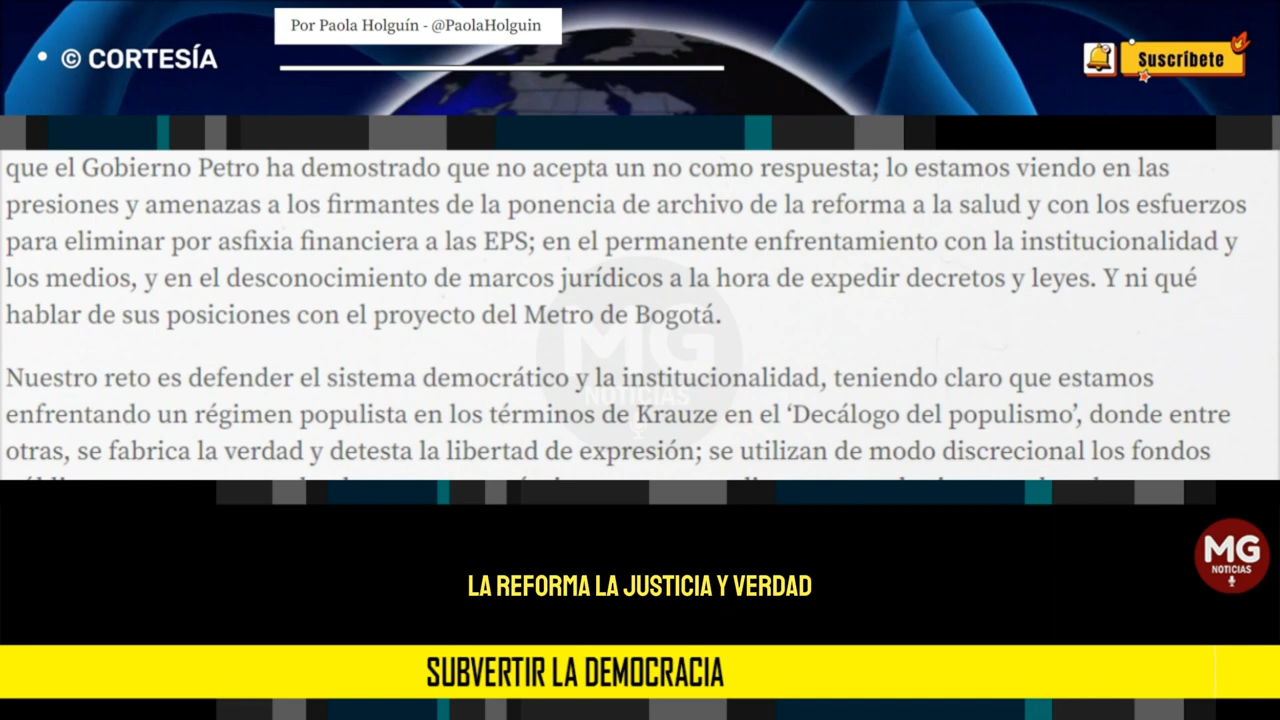 Por Paola Holguín - @PaolaHolguin
© CORTESÍA
Suscríbete
que el Gobierno Petro ha demostrado que no acepta un no como respuesta; lo estamos viendo en las
presiones y amenazas a los firmantes de la ponencia de archivo de la reforma a la salud y con los esfuerzos
para eliminar por asfixia financiera a las EPS; en el permanente enfrentamiento con la institucionalidad y
los medios, y en el desconocimiento de marcos jurídicos a la hora de expedir decretos y leyes. Y ni qué
hablar de sus posiciones con el proyecto del Metro de Bogotá.
MG
NOTICIAS
Nuestro reto es defender el sistema democrático y la institucionalidad, teniendo claro que estamos
enfrentando un régimen populista en los términos de Krauze en el ‘Decálogo del populismo’, donde entre
otras, se fabrica la verdad y detesta la libertad de expresión; se utilizan de modo discrecional los fondos
MG
NOTICIAS
LA REFORMA LA JUSTICIA Y VERDAD
SUBVERTIR LA DEMOCRACIA